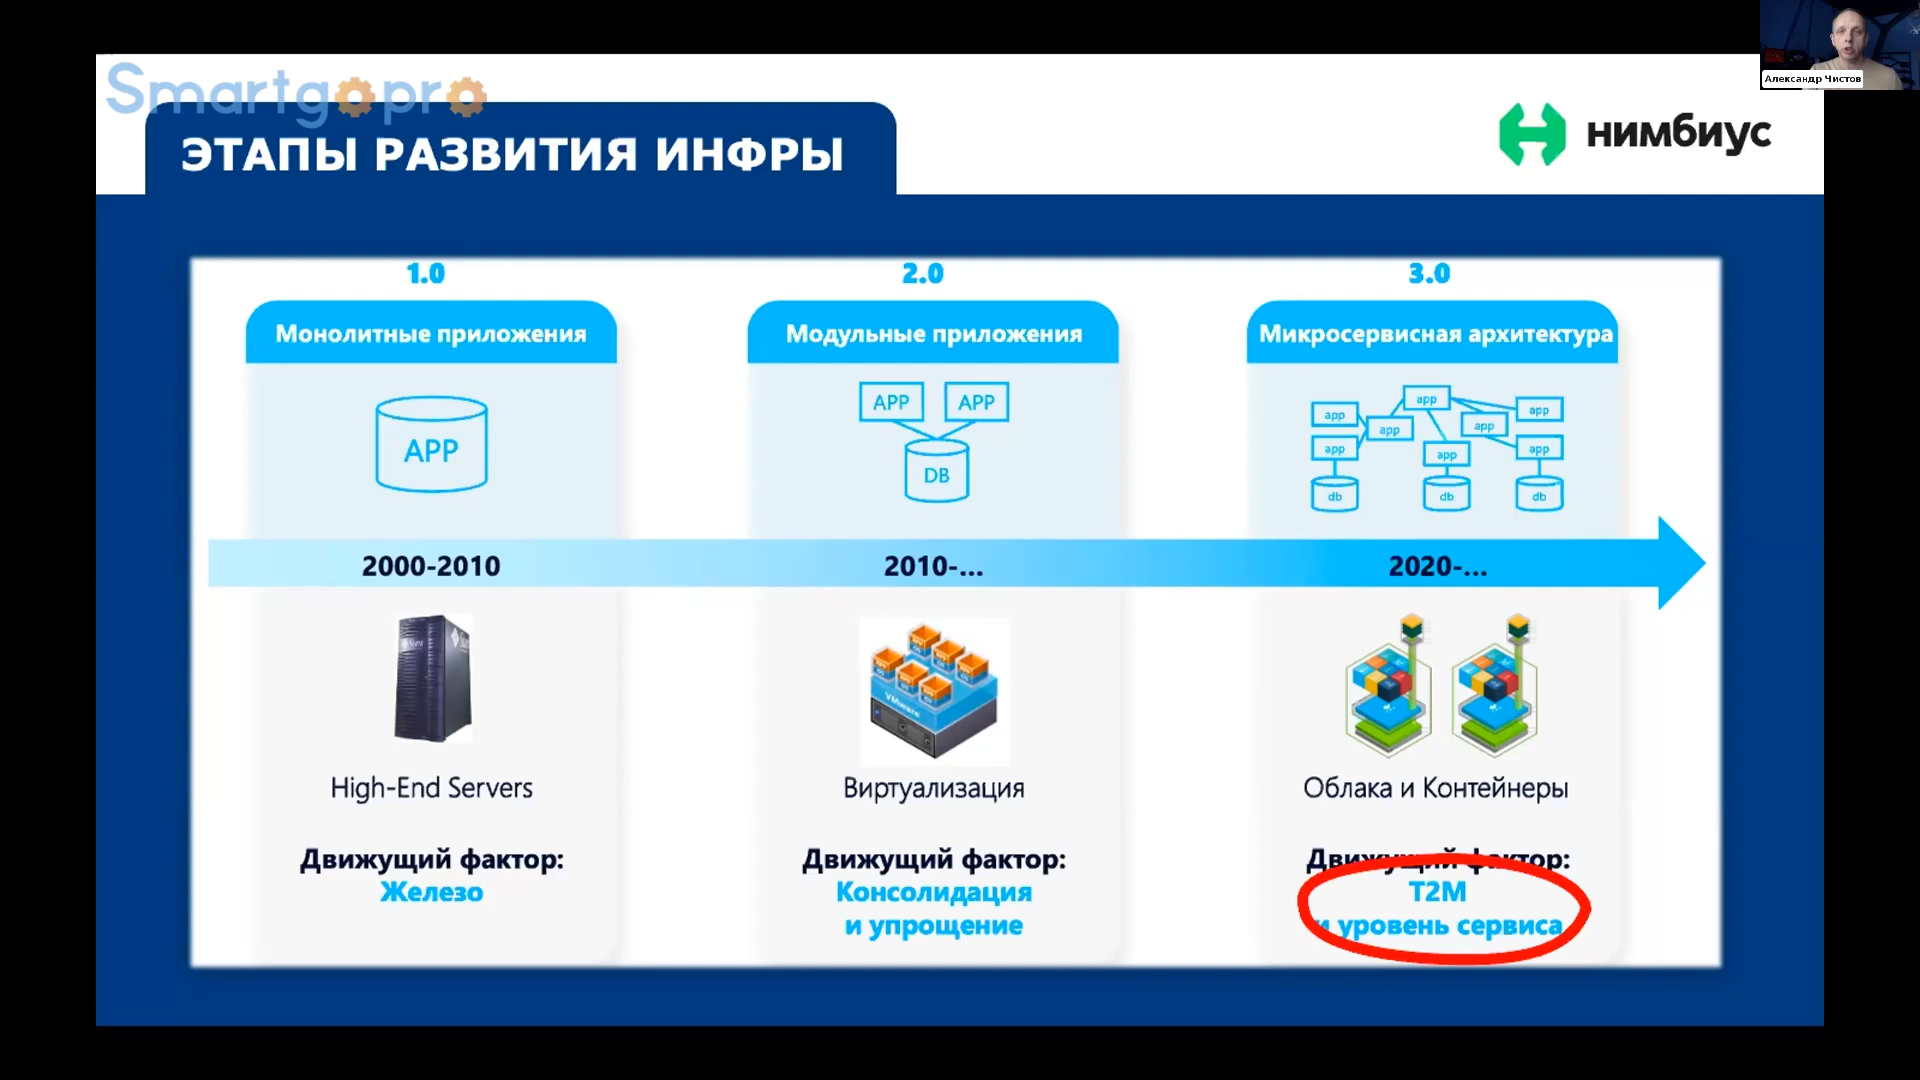 Александр Чистов
Smartgopro
нимбиус
ЭТАПЫ РАЗВИТИЯ ИНФРЫ
1.0
2.0
3.0
Монолитные приложения
Модульные приложения
Микросервисная архитектура
APP
APP
APP
DB
app
app
app
app
app
app
app
app
db
db
db
2000-2010
2010-...
2020-...
Sun
VMware
High-End Servers
Виртуализация
Облака и Контейнеры
Движущий фактор:
Железо
Движущий фактор:
Консолидация
и упрощение
Движущий фактор:
T2M
и уровень сервиса